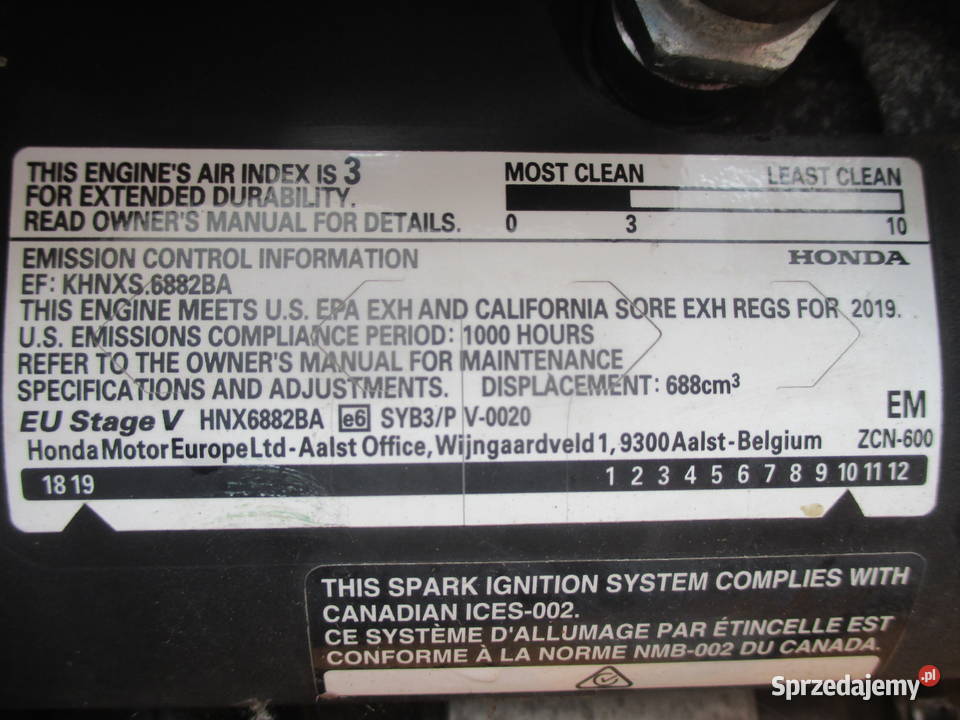 THIS ENGINE'S AIR INDEX IS 3
FOR EXTENDED DURABILITY.
READ OWNER'S MANUAL FOR DETAILS.
MOST CLEAN LEAST CLEAN
0 3 10
EMISSION CONTROL INFORMATION HONDA
EF: KHNXS.6882BA
THIS ENGINE MEETS U.S. EPA EXH AND CALIFORNIA SORE EXH REGS FOR 2019.
U.S. EMISSIONS COMPLIANCE PERIOD: 1000 HOURS
REFER TO THE OWNER'S MANUAL FOR MAINTENANCE
SPECIFICATIONS AND ADJUSTMENTS. DISPLACEMENT: 688cm³
EU Stage V HNX6882BA e6 SYB3/P V-0020 EM
Honda Motor Europe Ltd - Aalst Office, Wijngaardveld 1, 9300 Aalst - Belgium ZCN-600
18 19 1 2 3 4 5 6 7 8 9 10 11 12
THIS SPARK IGNITION SYSTEM COMPLIES WITH
CANADIAN ICES-002.
CE SYSTÈME D'ALLUMAGE PAR ÉTINCELLE EST
CONFORME À LA NORME NMB-002 DU CANADA.
Sprzedajemy.pl